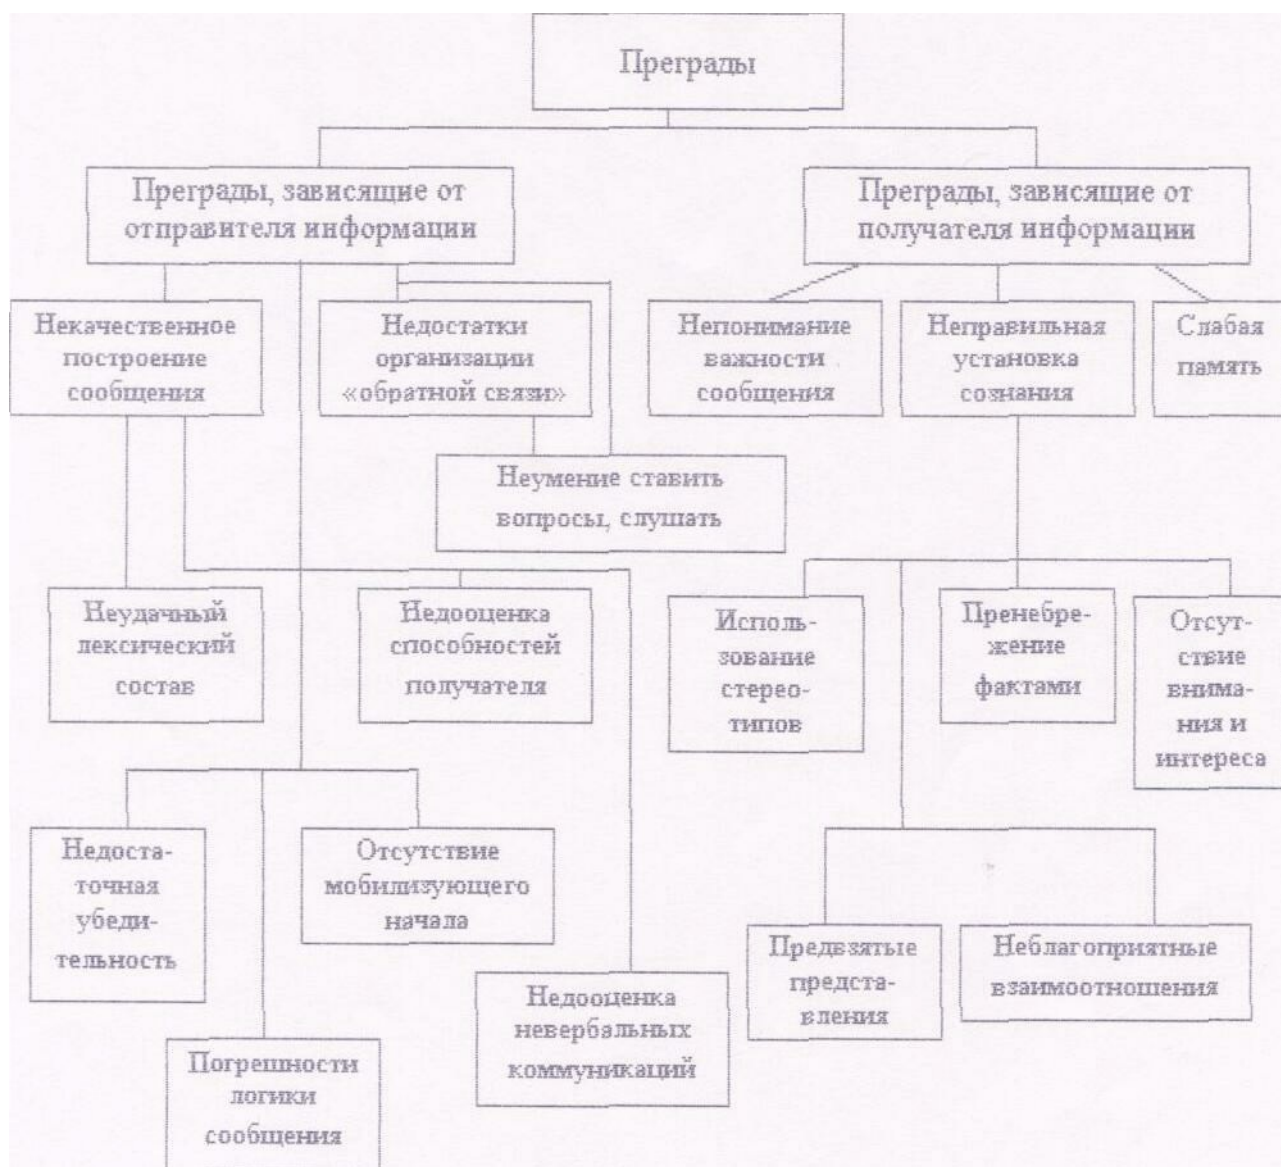 Преграды
Преграды, зависящие от
отправителя информации
Преграды, зависящие от
получателя информации
Некачественное
построение
сообщения
Недостатки
организации
«обратной связи»
Непонимание
важности
сообщения
Неправильная
установка
сознания
Слабая
память
Неумение ставить
вопросы, слушать
Неудачный
лексический
состав
Недооценка
способностей
получателя
Исполь-
зование
стерео-
типов
Пренебре-
жение
фактами
Отсут-
ствие
внима-
ния и
интереса
Недоста-
точная
убеди-
тельность
Отсутствие
мобилизующего
начала
Предвзятые
предста-
вления
Неблагоприятные
взаимоотношения
Недооценка
невербальных
коммуникаций
Погрешности
логики
сообщения